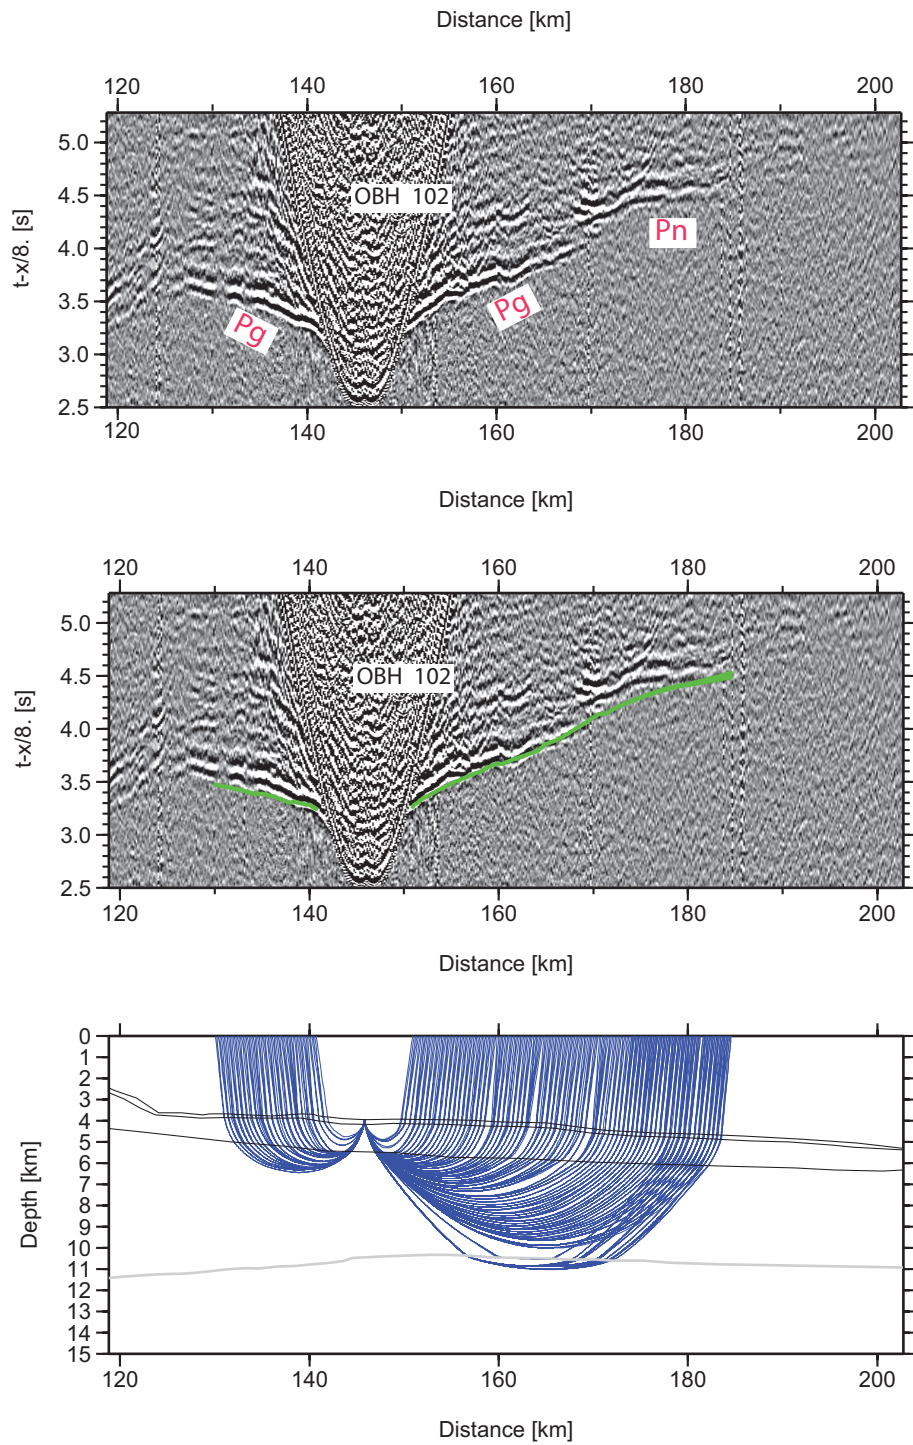 Distance [km]
120 140 160 180 200
5.0
OBH 102
4.5
Pn
4.0
t-x/8. [s]
3.5
Pg
Pg
3.0
2.5
120 140 160 180 200
Distance [km]
120 140 160 180 200
5.0
OBH 102
4.5
4.0
t-x/8. [s]
3.5
3.0
2.5
120 140 160 180 200
Distance [km]
0
1
2
3
4
5
6
7
Depth [km]
8
9
10
11
12
13
14
15
120 140 160 180 200
Distance [km]